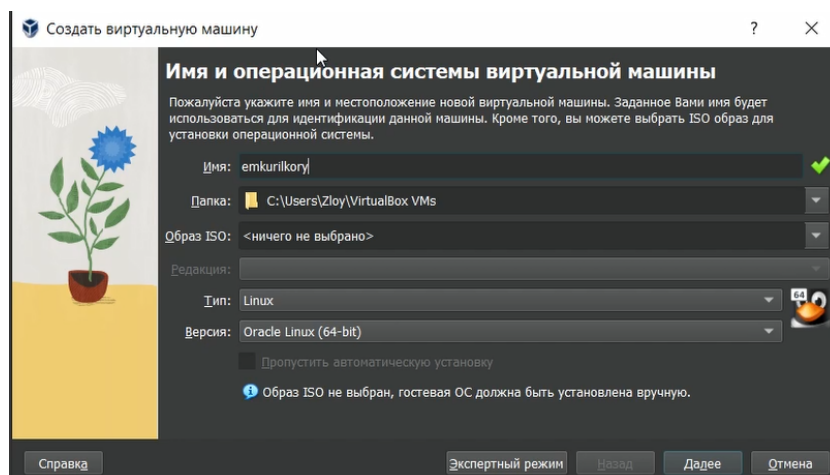 Создать виртуальную машину ?
Имя и операционная системы виртуальной машины
Пожалуйста укажите имя и местоположение новой виртуальной машины. Заданное Вами имя будет
использоваться для идентификации данной машины. Кроме того, вы можете выбрать ISO образ для
установки операционной системы.
Имя: emkurilkory
Папка: C:\Users\Zloy\VirtualBox VMs
Образ ISO: <ничего не выбрано>
Редакция:
Тип: Linux
64
Версия: Oracle Linux (64-bit)
Пропустить автоматическую установку
Образ ISO не выбран, гостевая ОС должна быть установлена вручную.
Справка Экспертный режим Назад Далее Отмена